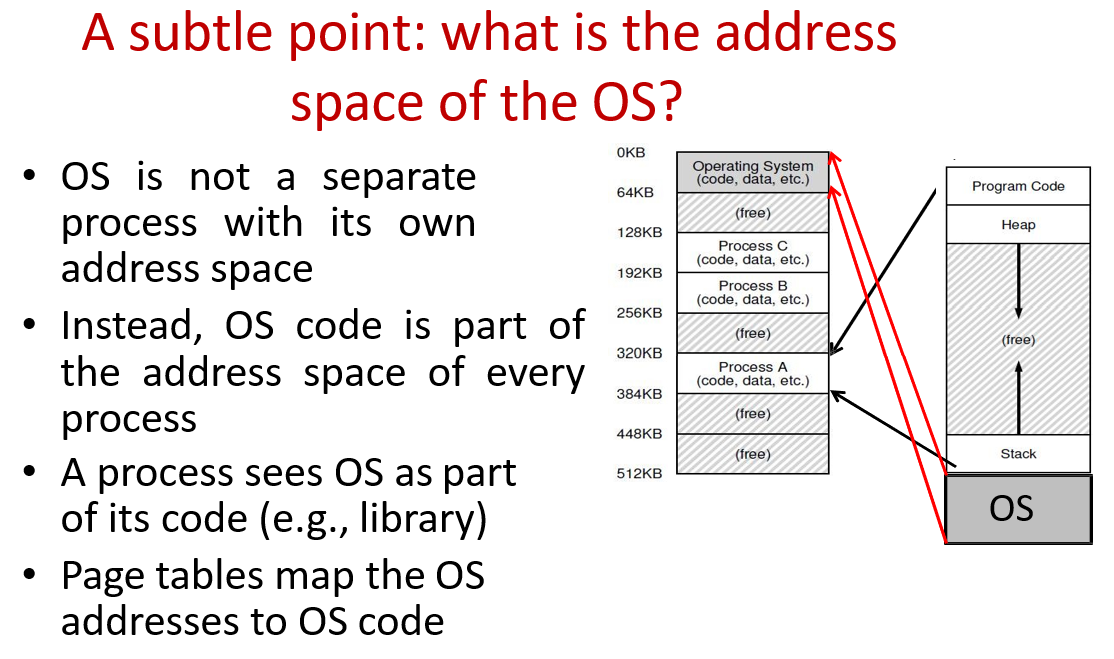 A subtle point: what is the address
space of the OS?
• OS is not a separate
process with its own
address space
• Instead, OS code is part of
the address space of every
process
• A process sees OS as part
of its code (e.g., library)
• Page tables map the OS
addresses to OS code
0KB
Operating System
(code, data, etc.)
64KB
(free)
128KB
Process C
(code, data, etc.)
192KB
Process B
(code, data, etc.)
256KB
(free)
320KB
Process A
(code, data, etc.)
384KB
(free)
448KB
(free)
512KB
Program Code
Heap
(free)
Stack
OS